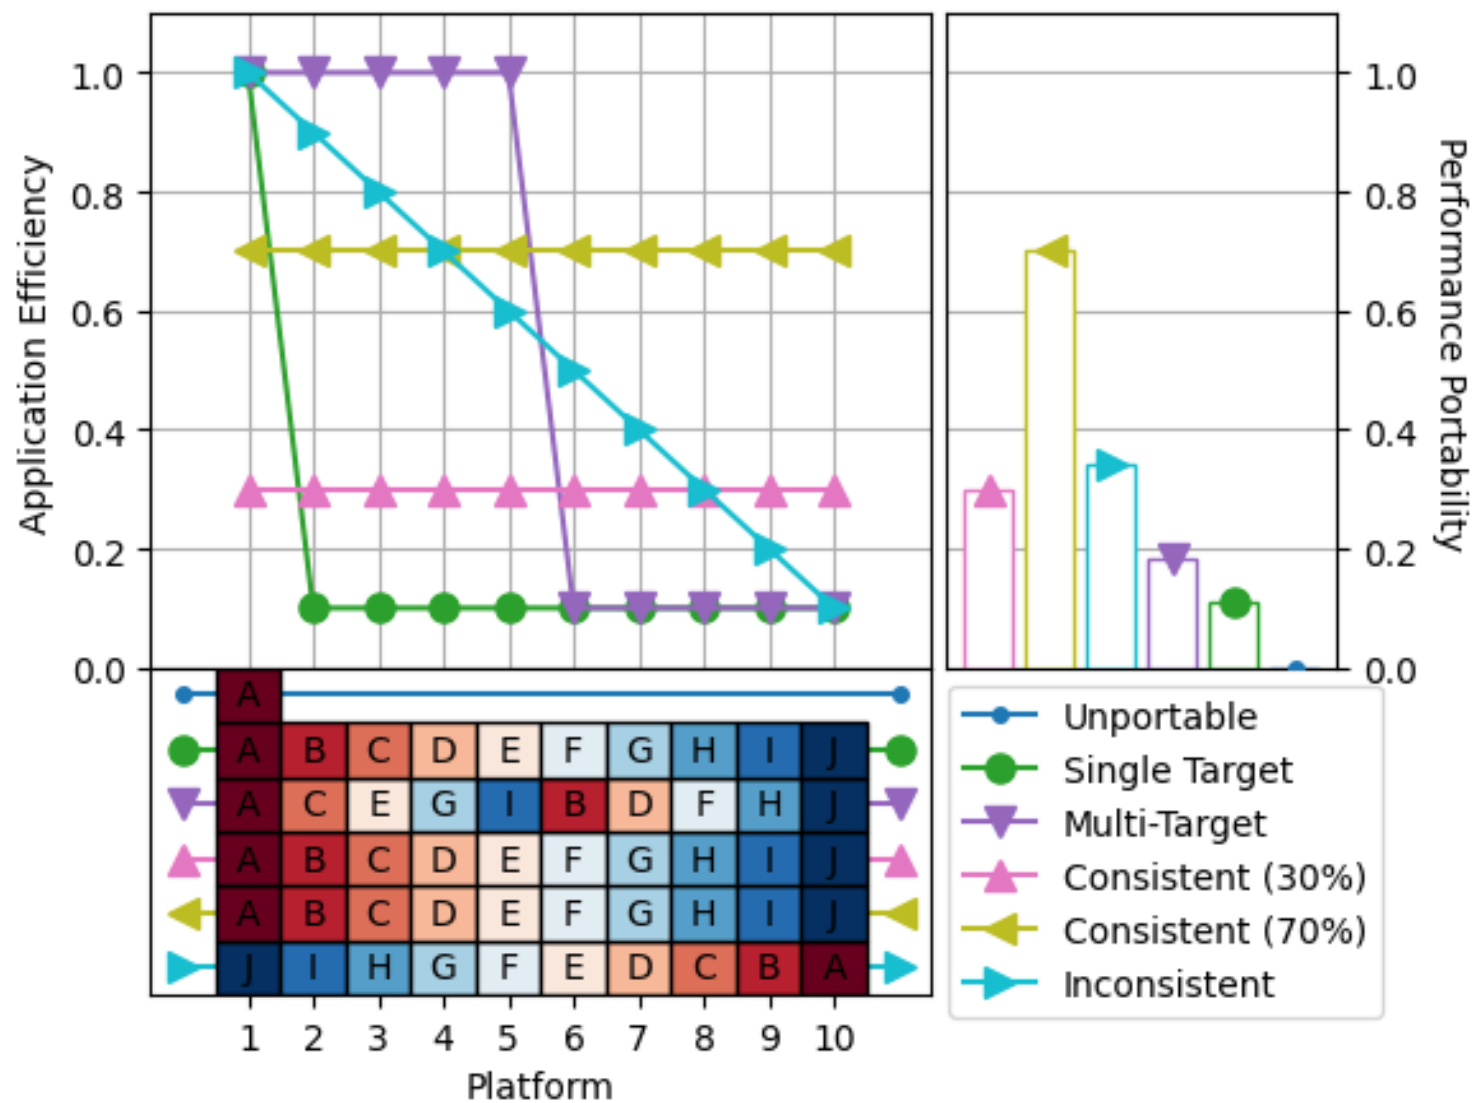 Application Efficiency
1.0
0.8
0.6
0.4
0.2
0.0
1.0
0.8
0.6
0.4
0.2
0.0
Performance Portability
A
A B C D E F G H I J
A C E G I B D F H J
A B C D E F G H I J
A B C D E F G H I J
J I H G F E D C B A
1 2 3 4 5 6 7 8 9 10
Platform
Unportable
Single Target
Multi-Target
Consistent (30%)
Consistent (70%)
Inconsistent